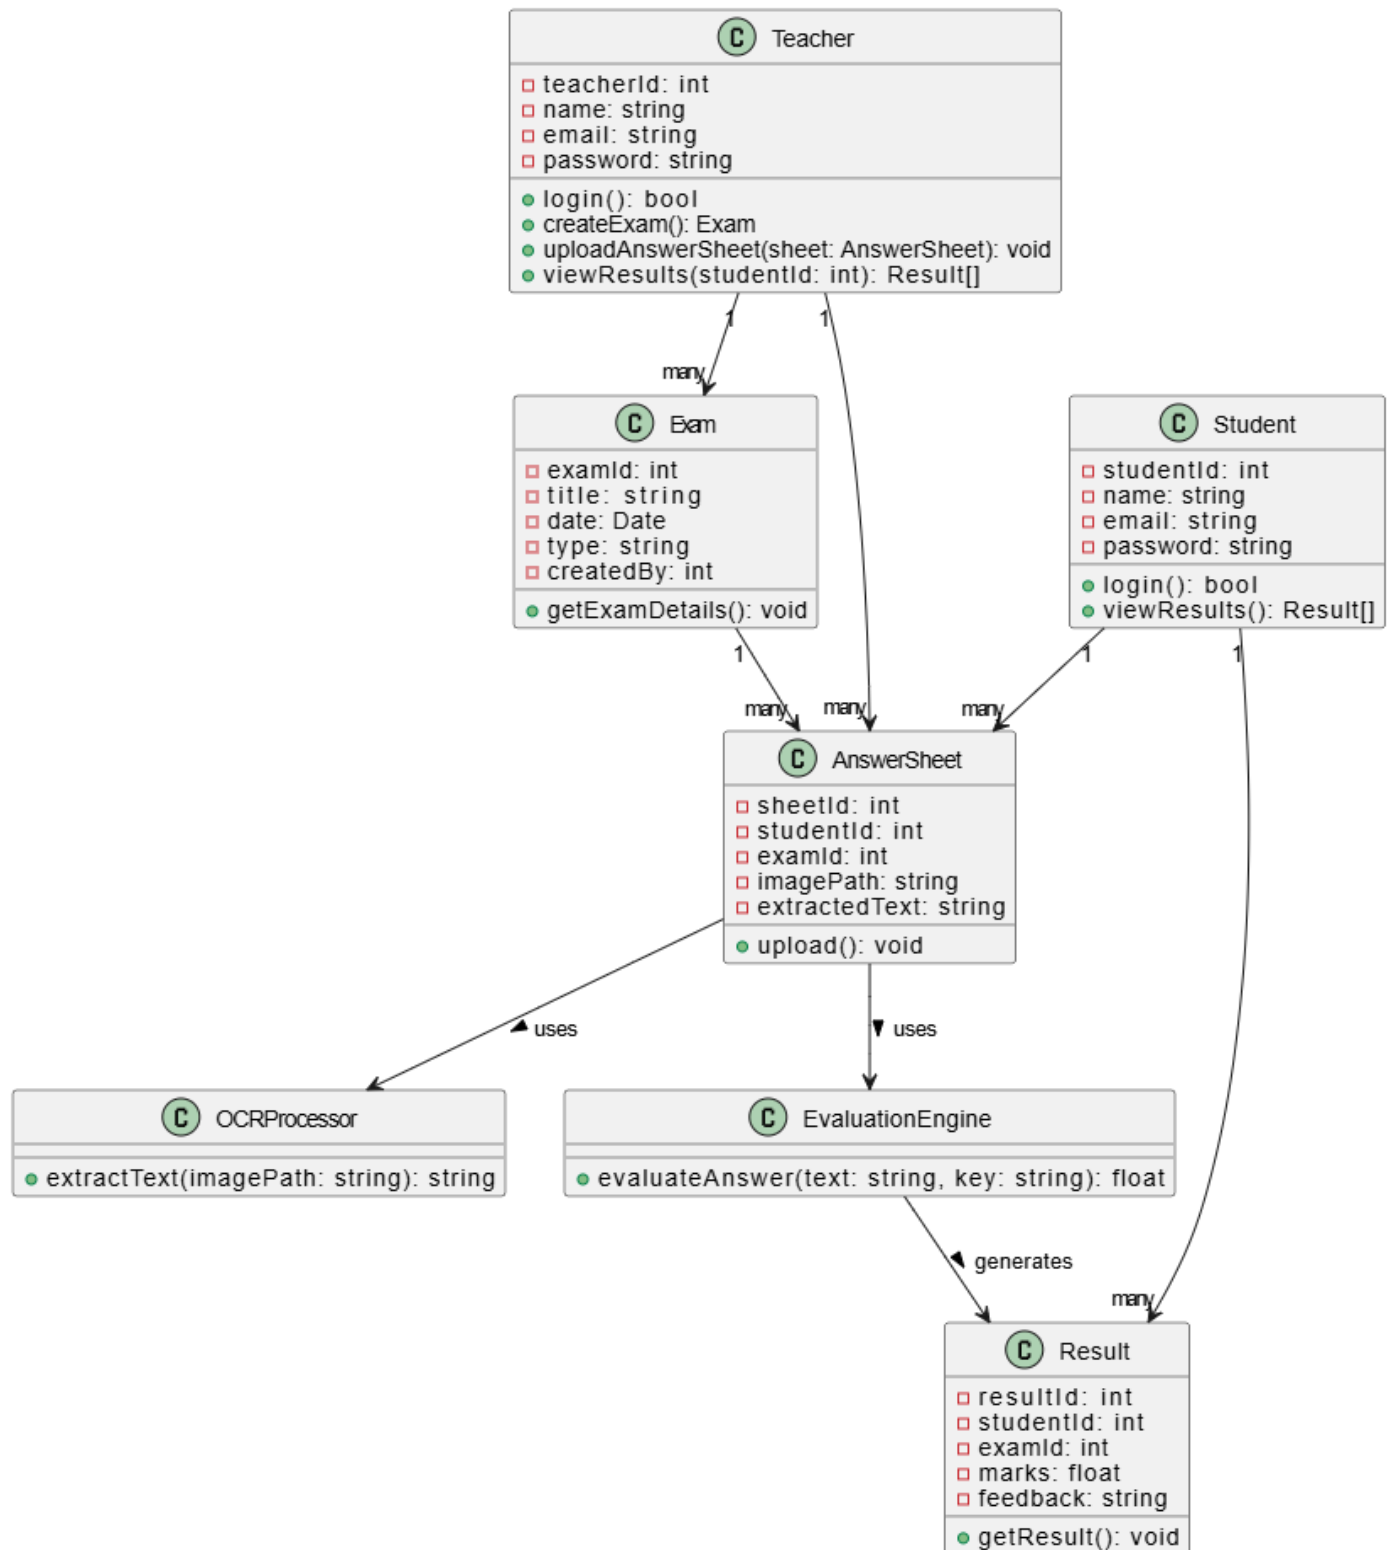 C Teacher
teacherId: int
name: string
email: string
password: string
login(): bool
createExam(): Exam
uploadAnswerSheet(sheet: AnswerSheet): void
viewResults(studentId: int): Result[]
1
1
many
C Exam
examId: int
title: string
date: Date
type: string
createdBy: int
getExamDetails(): void
C Student
studentId: int
name: string
email: string
password: string
login(): bool
viewResults(): Result[]
1
1
1
many
many
many
C AnswerSheet
sheetId: int
studentId: int
examId: int
imagePath: string
extractedText: string
upload(): void
uses
uses
C OCRProcessor
extractText(imagePath: string): string
C EvaluationEngine
evaluateAnswer(text: string, key: string): float
generates
many
C Result
resultId: int
studentId: int
examId: int
marks: float
feedback: string
getResult(): void